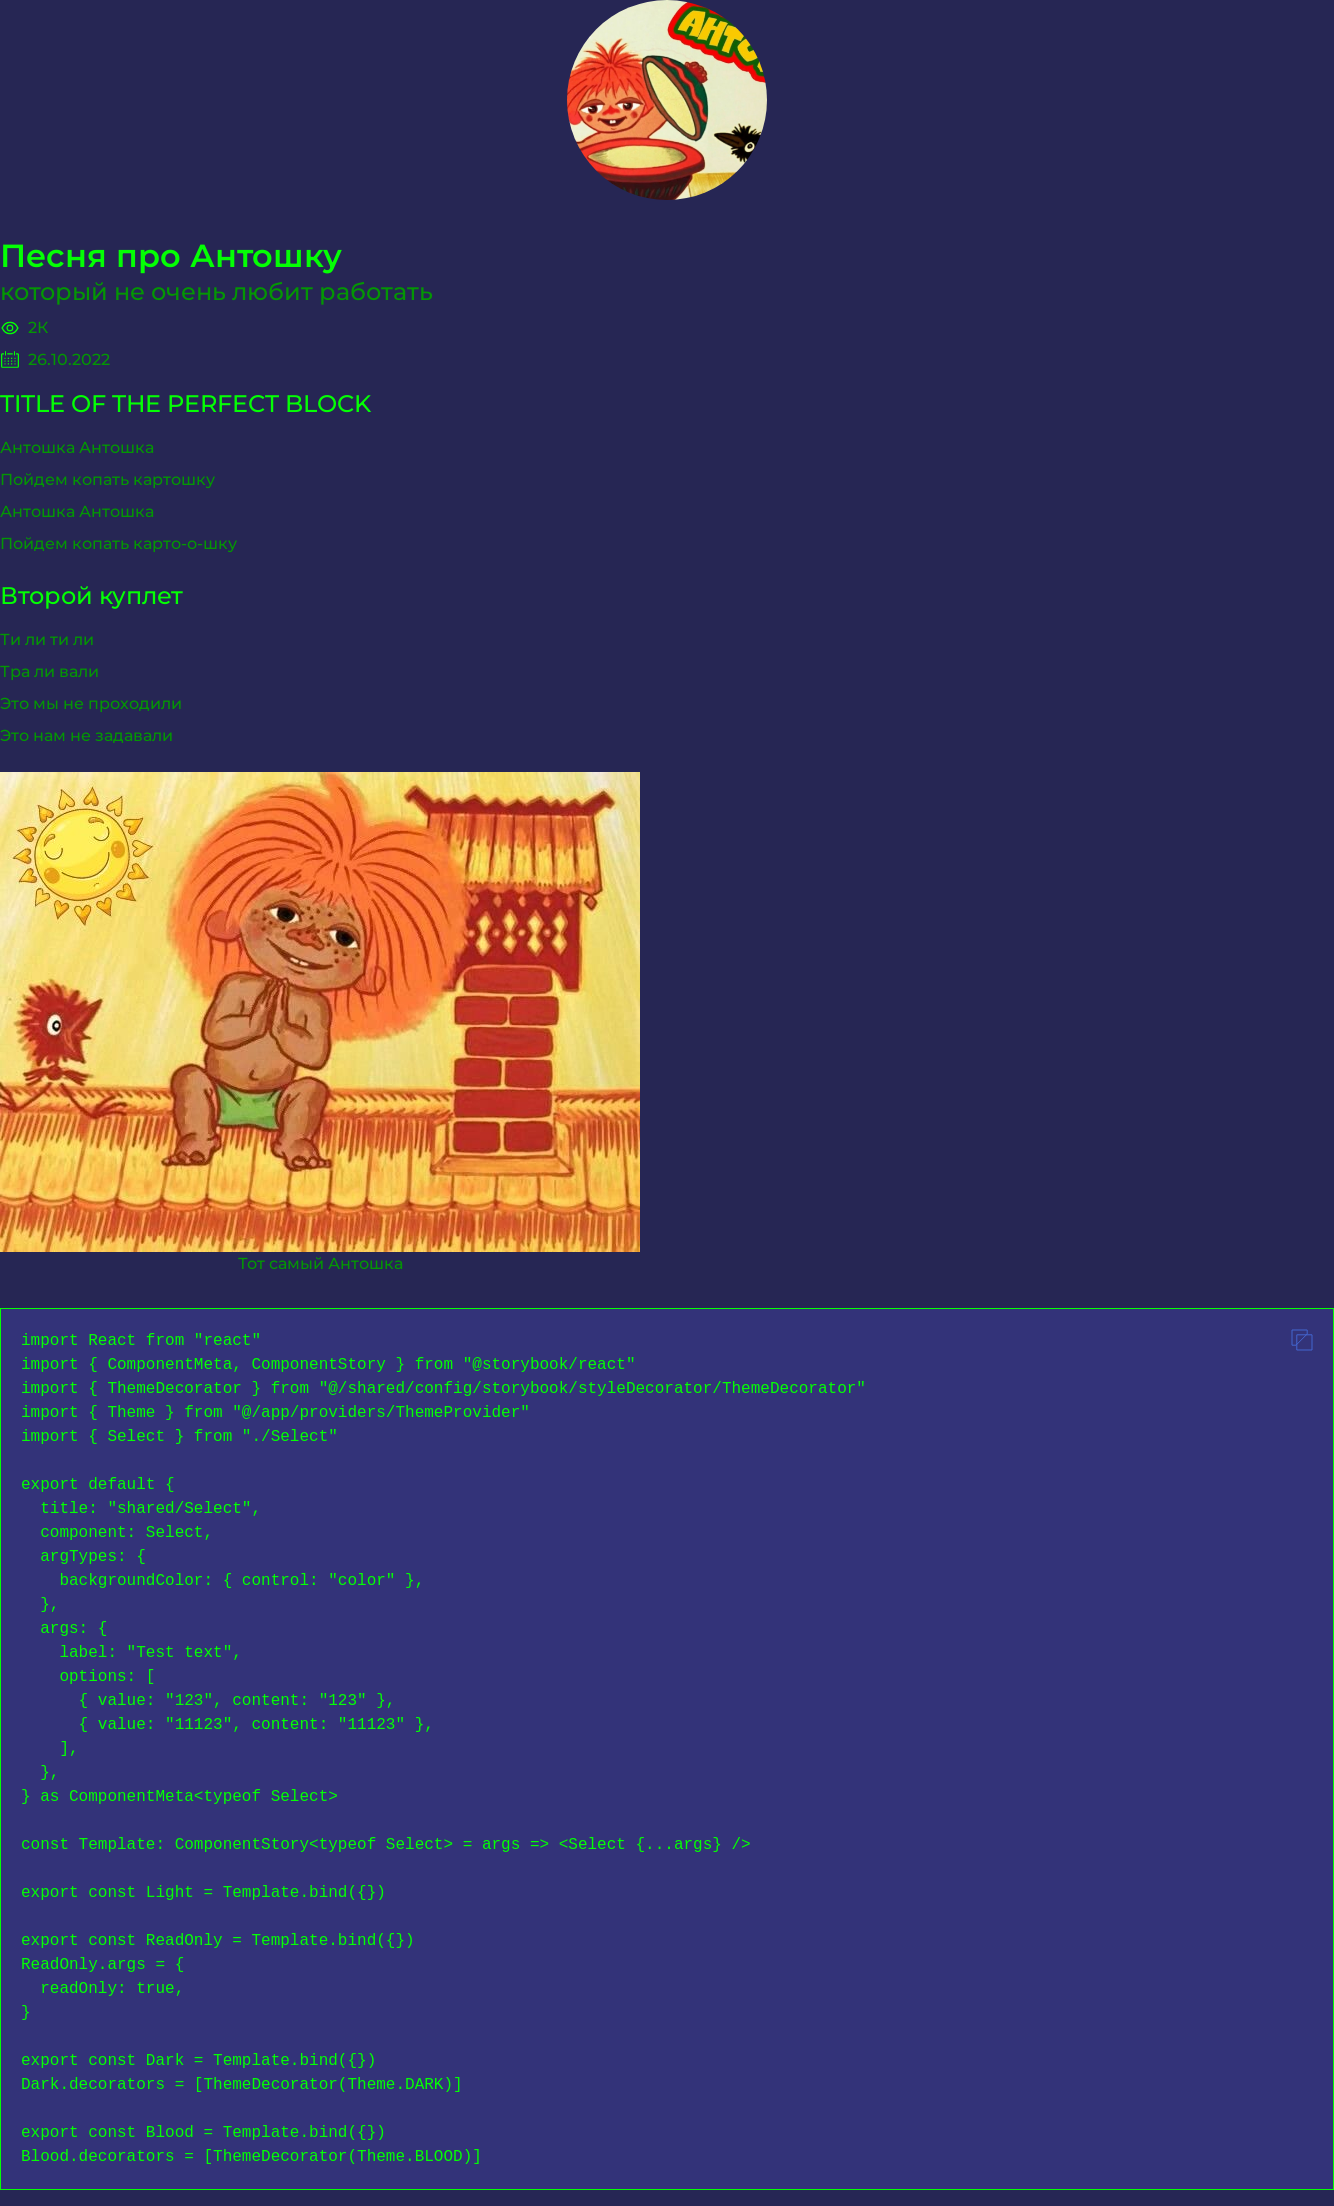 АНТО
Песня про Антошку
который не очень любит работать
2К
26.10.2022
TITLE OF THE PERFECT BLOCK
Антошка Антошка
Пойдем копать картошку
Антошка Антошка
Пойдем копать карто-о-шку
Второй куплет
Ти ли ти ли
Тра ли вали
Это мы не проходили
Это нам не задавали
Тот самый Антошка
import React from "react"
import { ComponentMeta, ComponentStory } from "@storybook/react"
import { ThemeDecorator } from "@/shared/config/storybook/styleDecorator/ThemeDecorator"
import { Theme } from "@/app/providers/ThemeProvider"
import { Select } from "./Select"

export default {
  title: "shared/Select",
  component: Select,
  argTypes: {
    backgroundColor: { control: "color" },
  },
  args: {
    label: "Test text",
    options: [
      { value: "123", content: "123" },
      { value: "11123", content: "11123" },
    ],
  },
} as ComponentMeta<typeof Select>

const Template: ComponentStory<typeof Select> = args => <Select {...args} />

export const Light = Template.bind({})

export const ReadOnly = Template.bind({})
ReadOnly.args = {
  readOnly: true,
}

export const Dark = Template.bind({})
Dark.decorators = [ThemeDecorator(Theme.DARK)]

export const Blood = Template.bind({})
Blood.decorators = [ThemeDecorator(Theme.BLOOD)]